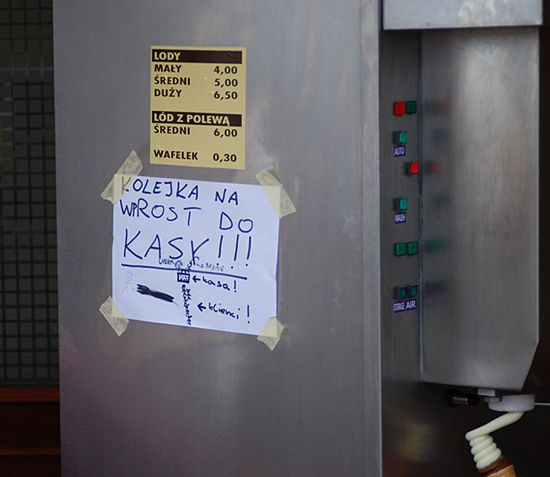 LODY
MAŁY 4,00
ŚREDNI 5,00
DUŻY 6,50
LÓD Z POLEWĄ
ŚREDNI 6,00
WAFELEK 0,30
KOLEJKA NA
WPROST DO
KASY!!!
←kasa!
←klienci!
AUTO
WASH
STORAGE AIR